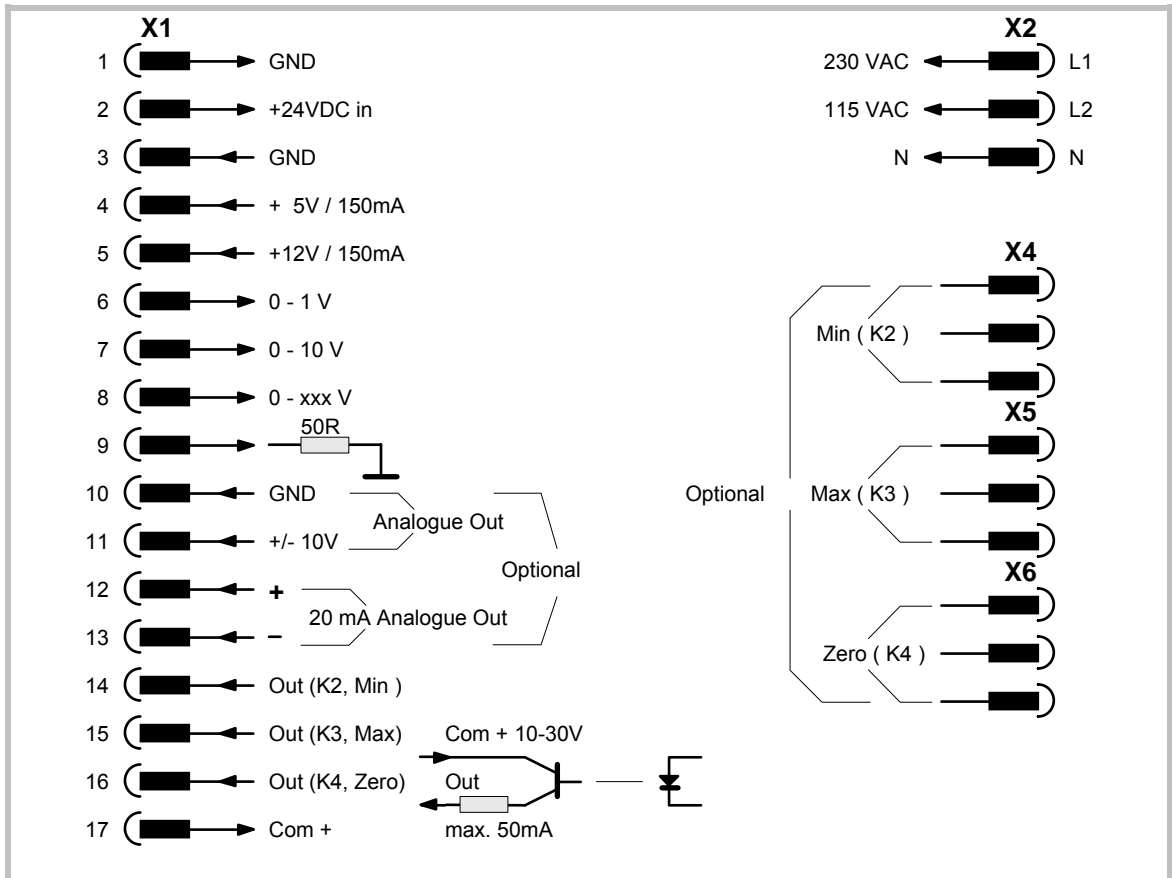 X1
1 GND
2 +24VDC in
3 GND
4 + 5V / 150mA
5 +12V / 150mA
6 0 - 1 V
7 0 - 10 V
8 0 - xxx V
9 50R
10 GND
Analogue Out
11 +/- 10V
Optional
12 +
20 mA Analogue Out
13 –
14 Out (K2, Min )
15 Out (K3, Max) Com + 10-30V
16 Out (K4, Zero) Out
17 Com + max. 50mA
X2
230 VAC L1
115 VAC L2
N N
X4
Min ( K2 )
X5
Optional Max ( K3 )
X6
Zero ( K4 )